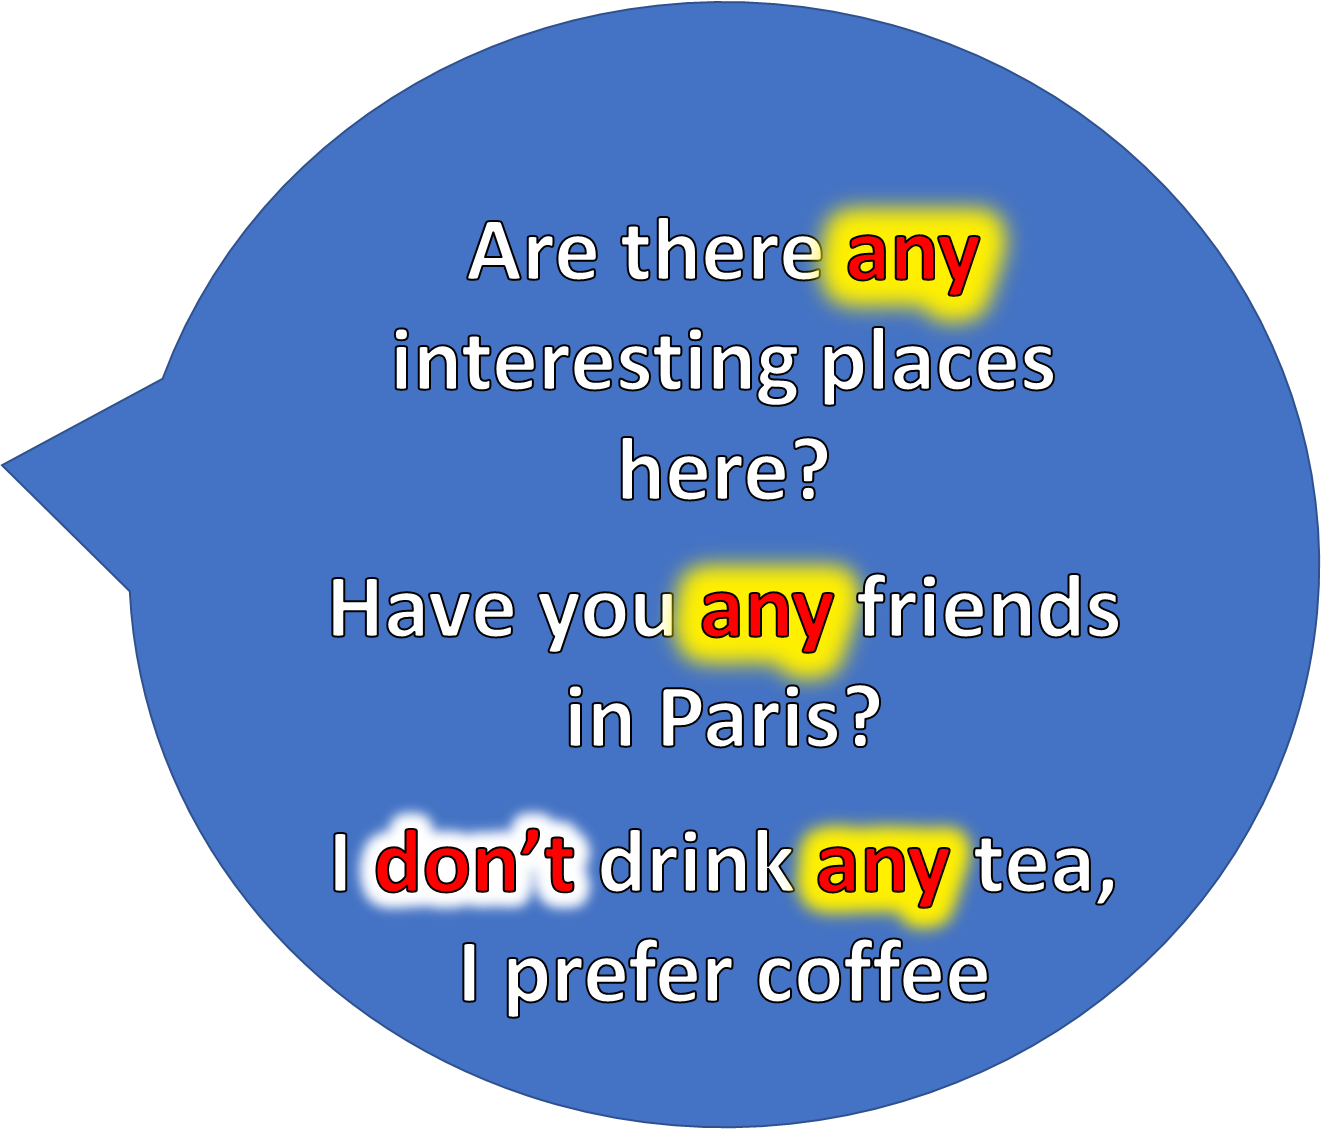 Are there any
interesting places
here?
Have you any friends
in Paris?
I don’t drink any tea,
I prefer coffee